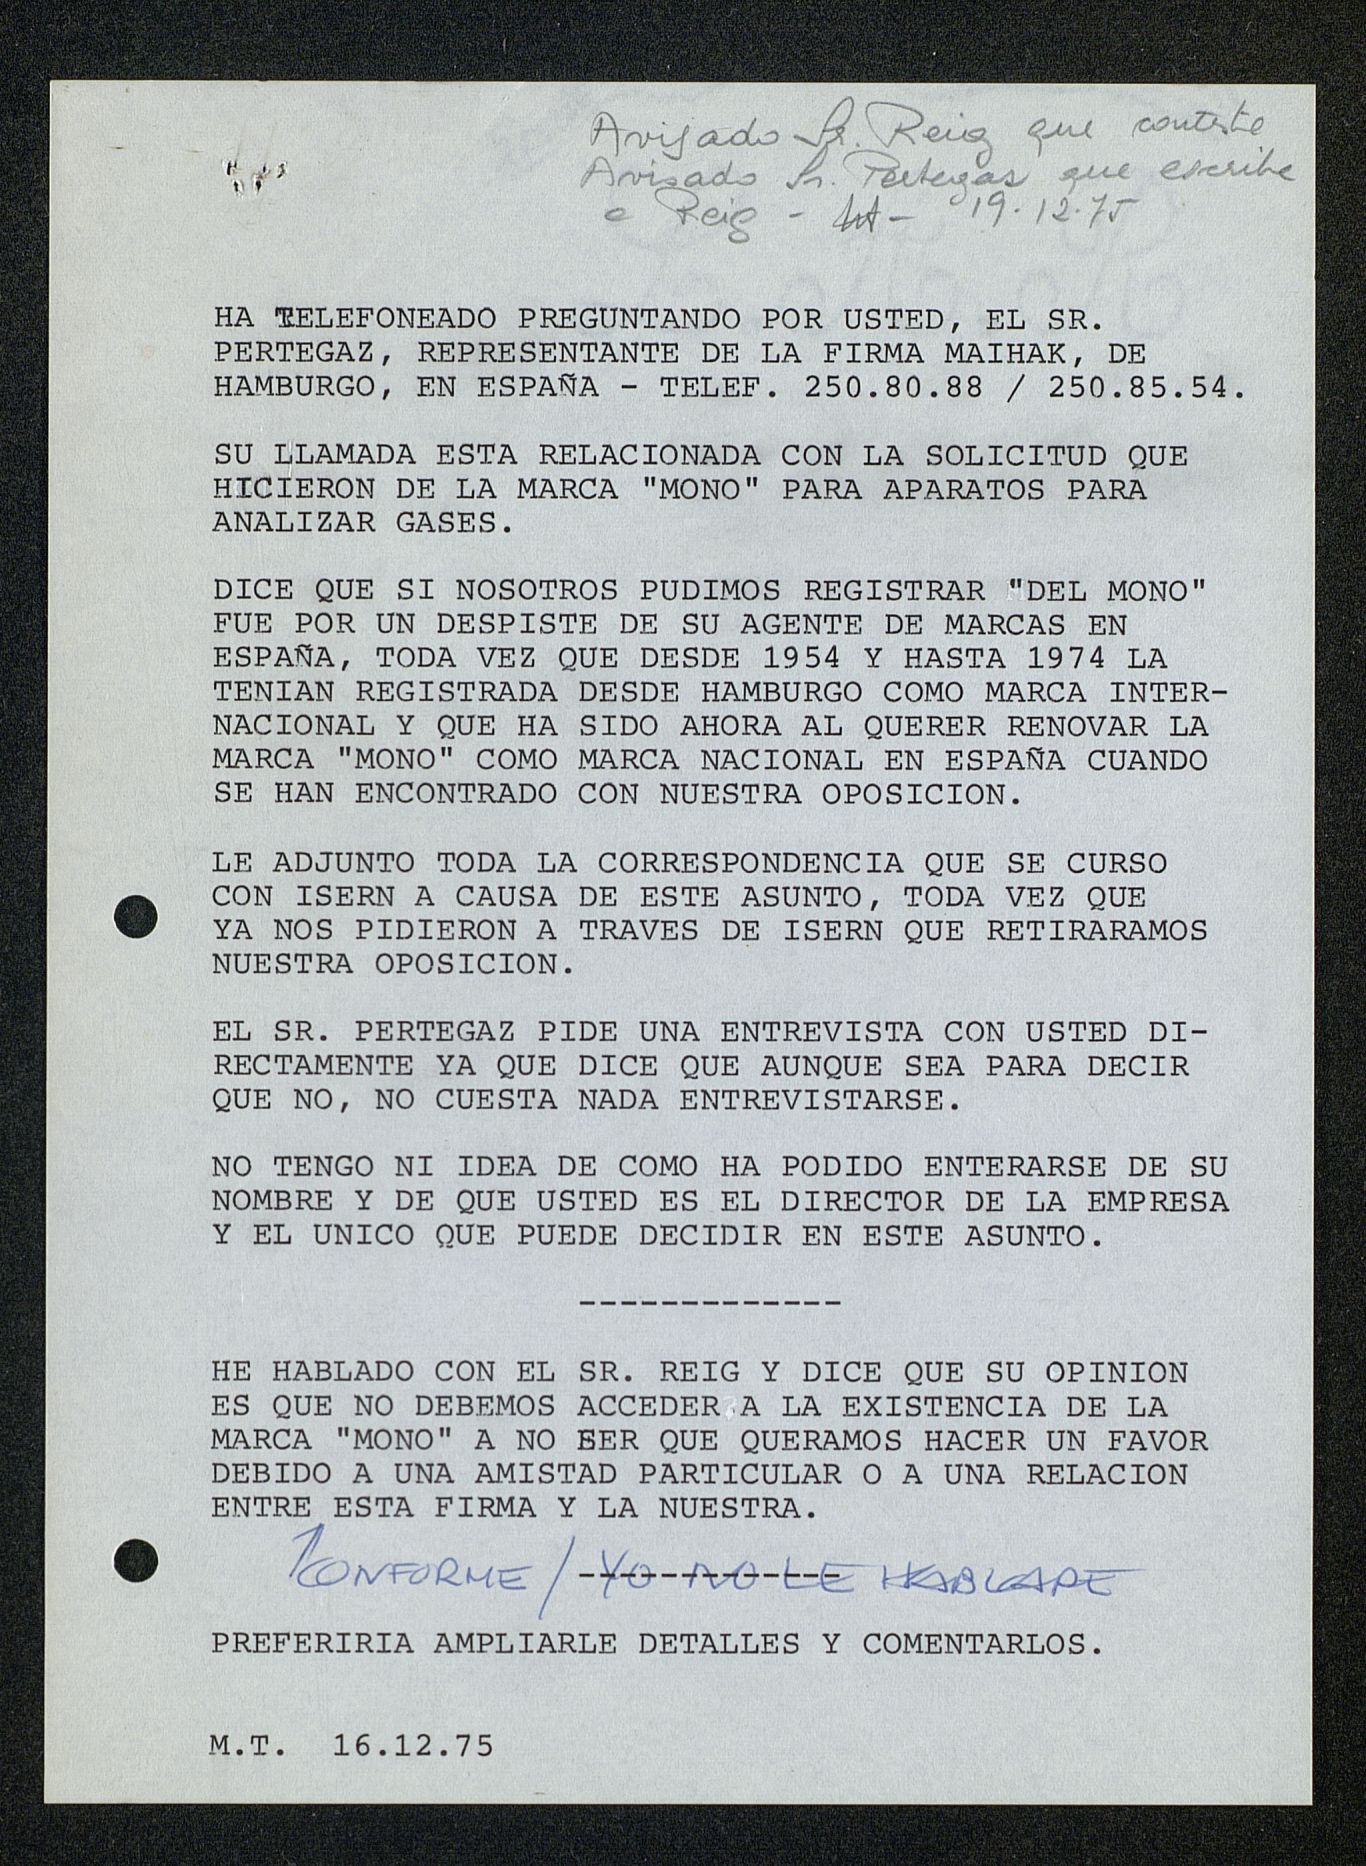 Avisado Sr. Reig que conteste
Avisado Sr. Pertegas que escribe
a Reig - - 19.12.75
HA TELEFONEADO PREGUNTANDO POR USTED, EL SR.
PERTEGAZ, REPRESENTANTE DE LA FIRMA MAIHAK, DE
HAMBURGO, EN ESPAÑA - TELEF. 250.80.88 / 250.85.54.
SU LLAMADA ESTA RELACIONADA CON LA SOLICITUD QUE
HICIERON DE LA MARCA "MONO" PARA APARATOS PARA
ANALIZAR GASES.
DICE QUE SI NOSOTROS PUDIMOS REGISTRAR "DEL MONO"
FUE POR UN DESPISTE DE SU AGENTE DE MARCAS EN
ESPAÑA, TODA VEZ QUE DESDE 1954 Y HASTA 1974 LA
TENIAN REGISTRADA DESDE HAMBURGO COMO MARCA INTER-
NACIONAL Y QUE HA SIDO AHORA AL QUERER RENOVAR LA
MARCA "MONO" COMO MARCA NACIONAL EN ESPAÑA CUANDO
SE HAN ENCONTRADO CON NUESTRA OPOSICION.
LE ADJUNTO TODA LA CORRESPONDENCIA QUE SE CURSO
CON ISERN A CAUSA DE ESTE ASUNTO, TODA VEZ QUE
YA NOS PIDIERON A TRAVES DE ISERN QUE RETIRARAMOS
NUESTRA OPOSICION.
EL SR. PERTEGAZ PIDE UNA ENTREVISTA CON USTED DI-
RECTAMENTE YA QUE DICE QUE AUNQUE SEA PARA DECIR
QUE NO, NO CUESTA NADA ENTREVISTARSE.
NO TENGO NI IDEA DE COMO HA PODIDO ENTERARSE DE SU
NOMBRE Y DE QUE USTED ES EL DIRECTOR DE LA EMPRESA
Y EL UNICO QUE PUEDE DECIDIR EN ESTE ASUNTO.
-------------
HE HABLADO CON EL SR. REIG Y DICE QUE SU OPINION
ES QUE NO DEBEMOS ACCEDER A LA EXISTENCIA DE LA
MARCA "MONO" A NO SER QUE QUERAMOS HACER UN FAVOR
DEBIDO A UNA AMISTAD PARTICULAR O A UNA RELACION
ENTRE ESTA FIRMA Y LA NUESTRA.
CONFORME / YO NO LE HABLARE
PREFERIRIA AMPLIARLE DETALLES Y COMENTARLOS.
M.T. 16.12.75